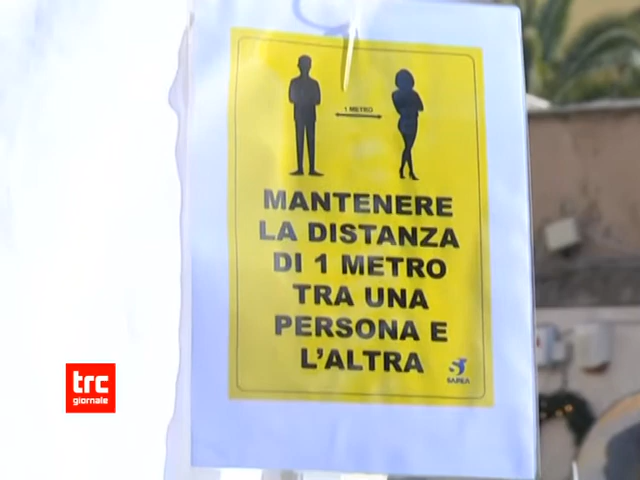 1 METRO
MANTENERE
LA DISTANZA
DI 1 METRO
TRA UNA
PERSONA E
L'ALTRA
trc
giornale